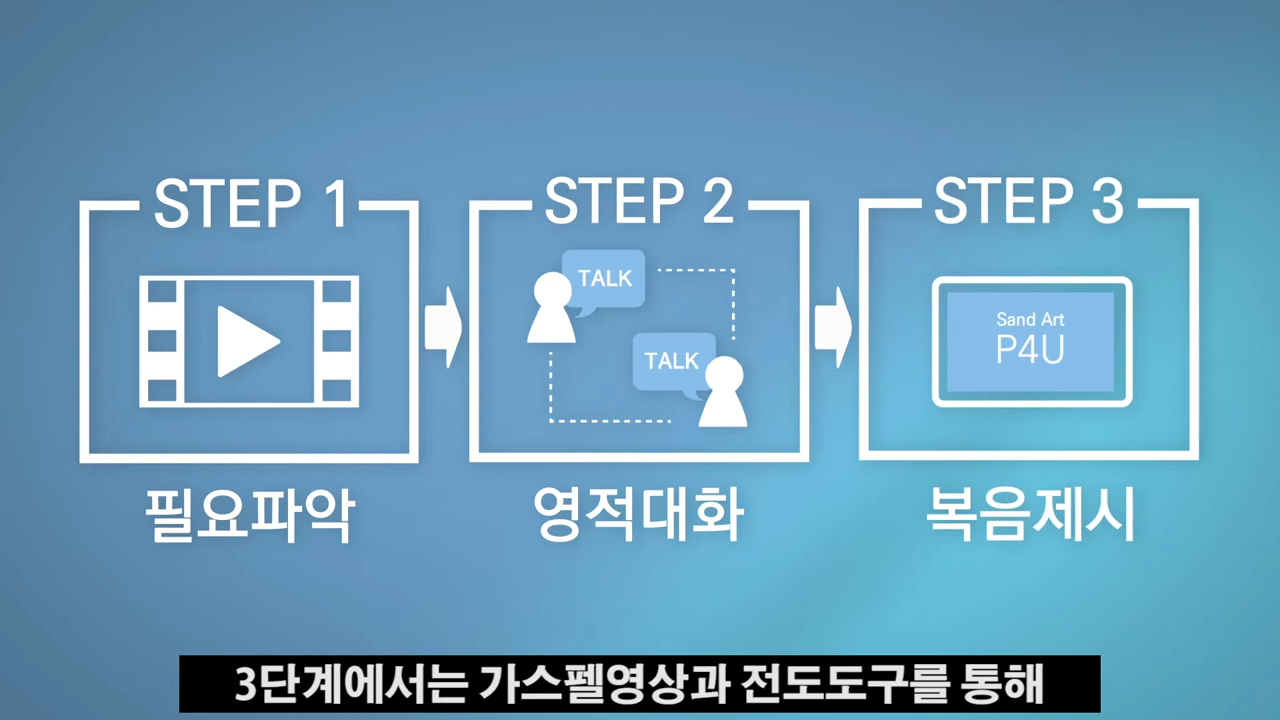 STEP 1
STEP 2
STEP 3
TALK
TALK
Sand Art
P4U
필요파악
영적대화
복음제시
3단계에서는 가스펠영상과 전도도구를 통해